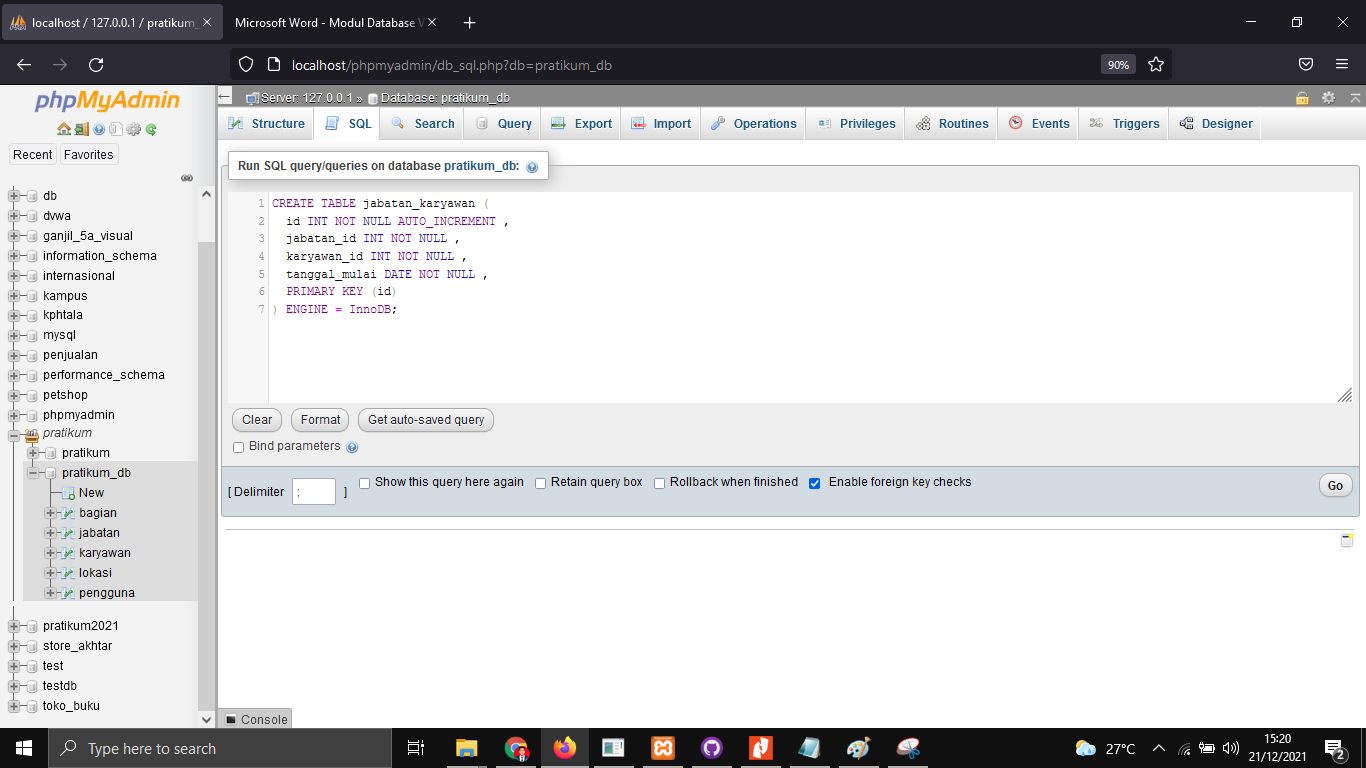 localhost / 127.0.0.1 / pratikum_
Microsoft Word - Modul Database
localhost/phpmyadmin/db_sql.php?db=pratikum_db
90%
phpMyAdmin
Recent Favorites
db
dvwa
ganjil_5a_visual
information_schema
internasional
kampus
kphtala
mysql
penjualan
performance_schema
petshop
phpmyadmin
pratikum
pratikum
pratikum_db
New
bagian
jabatan
karyawan
lokasi
pengguna
pratikum2021
store_akhtar
test
testdb
toko_buku
Server: 127.0.0.1 » Database: pratikum_db
Structure SQL Search Query Export Import Operations Privileges Routines Events Triggers Designer
Run SQL query/queries on database pratikum_db:
1 CREATE TABLE jabatan_karyawan (
2 id INT NOT NULL AUTO_INCREMENT ,
3 jabatan_id INT NOT NULL ,
4 karyawan_id INT NOT NULL ,
5 tanggal_mulai DATE NOT NULL ,
6 PRIMARY KEY (id)
7 ) ENGINE = InnoDB;
Clear Format Get auto-saved query
Bind parameters
[ Delimiter ; ] Show this query here again Retain query box Rollback when finished Enable foreign key checks
Go
Console
Type here to search
27°C
15:20
21/12/2021
2